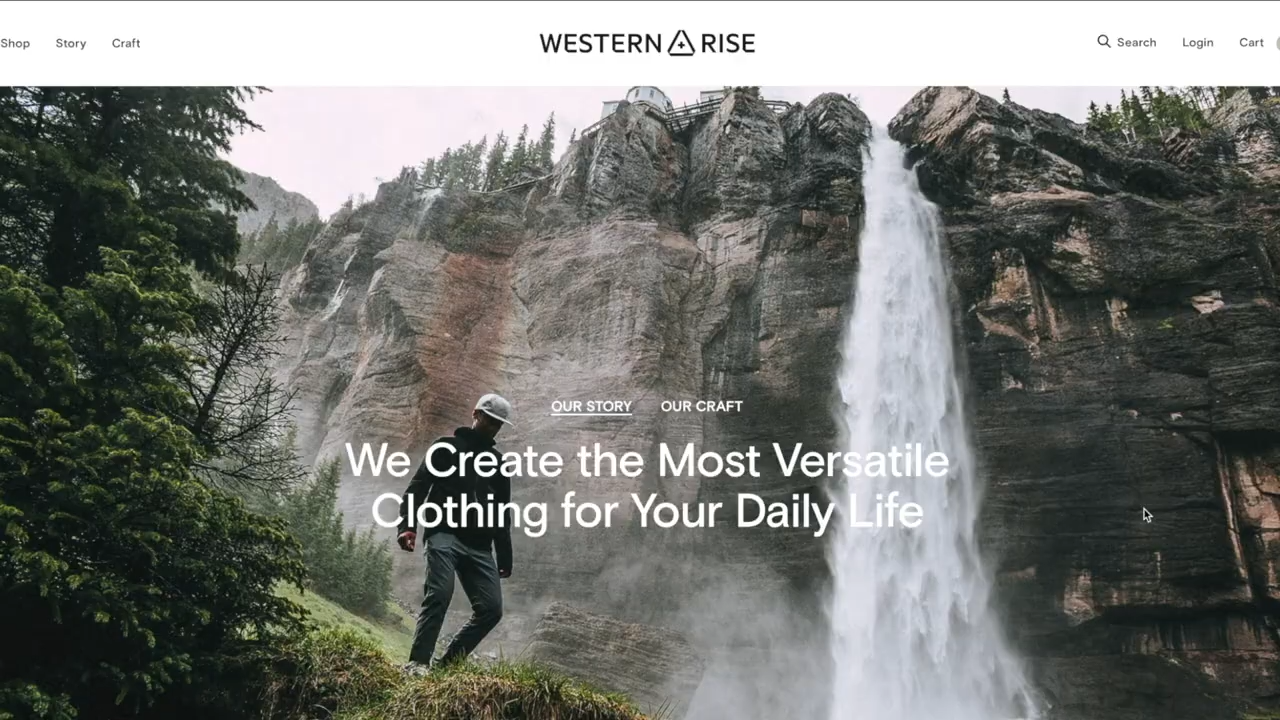 Shop Story Craft
WESTERN RISE
Search Login Cart
OUR STORY OUR CRAFT
We Create the Most Versatile
Clothing for Your Daily Life